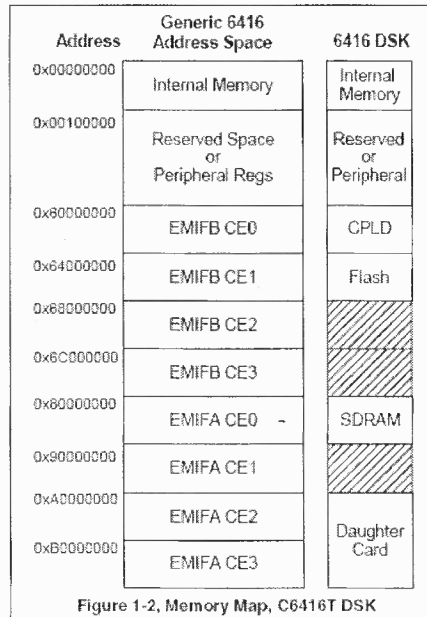 Address
Generic 6416
Address Space
6416 DSK
0x00000000
Internal Memory
Internal
Memory
0x00100000
Reserved Space
or
Peripheral Regs
Reserved
or
Peripheral
0x60000000
EMIFB CE0
CPLD
0x64000000
EMIFB CE1
Flash
0x68000000
EMIFB CE2
0x6C000000
EMIFB CE3
0x80000000
EMIFA CE0 -
SDRAM
0x90000000
EMIFA CE1
0xA0000000
EMIFA CE2
Daughter
Card
0xB0000000
EMIFA CE3
Figure 1-2, Memory Map, C6416T DSK